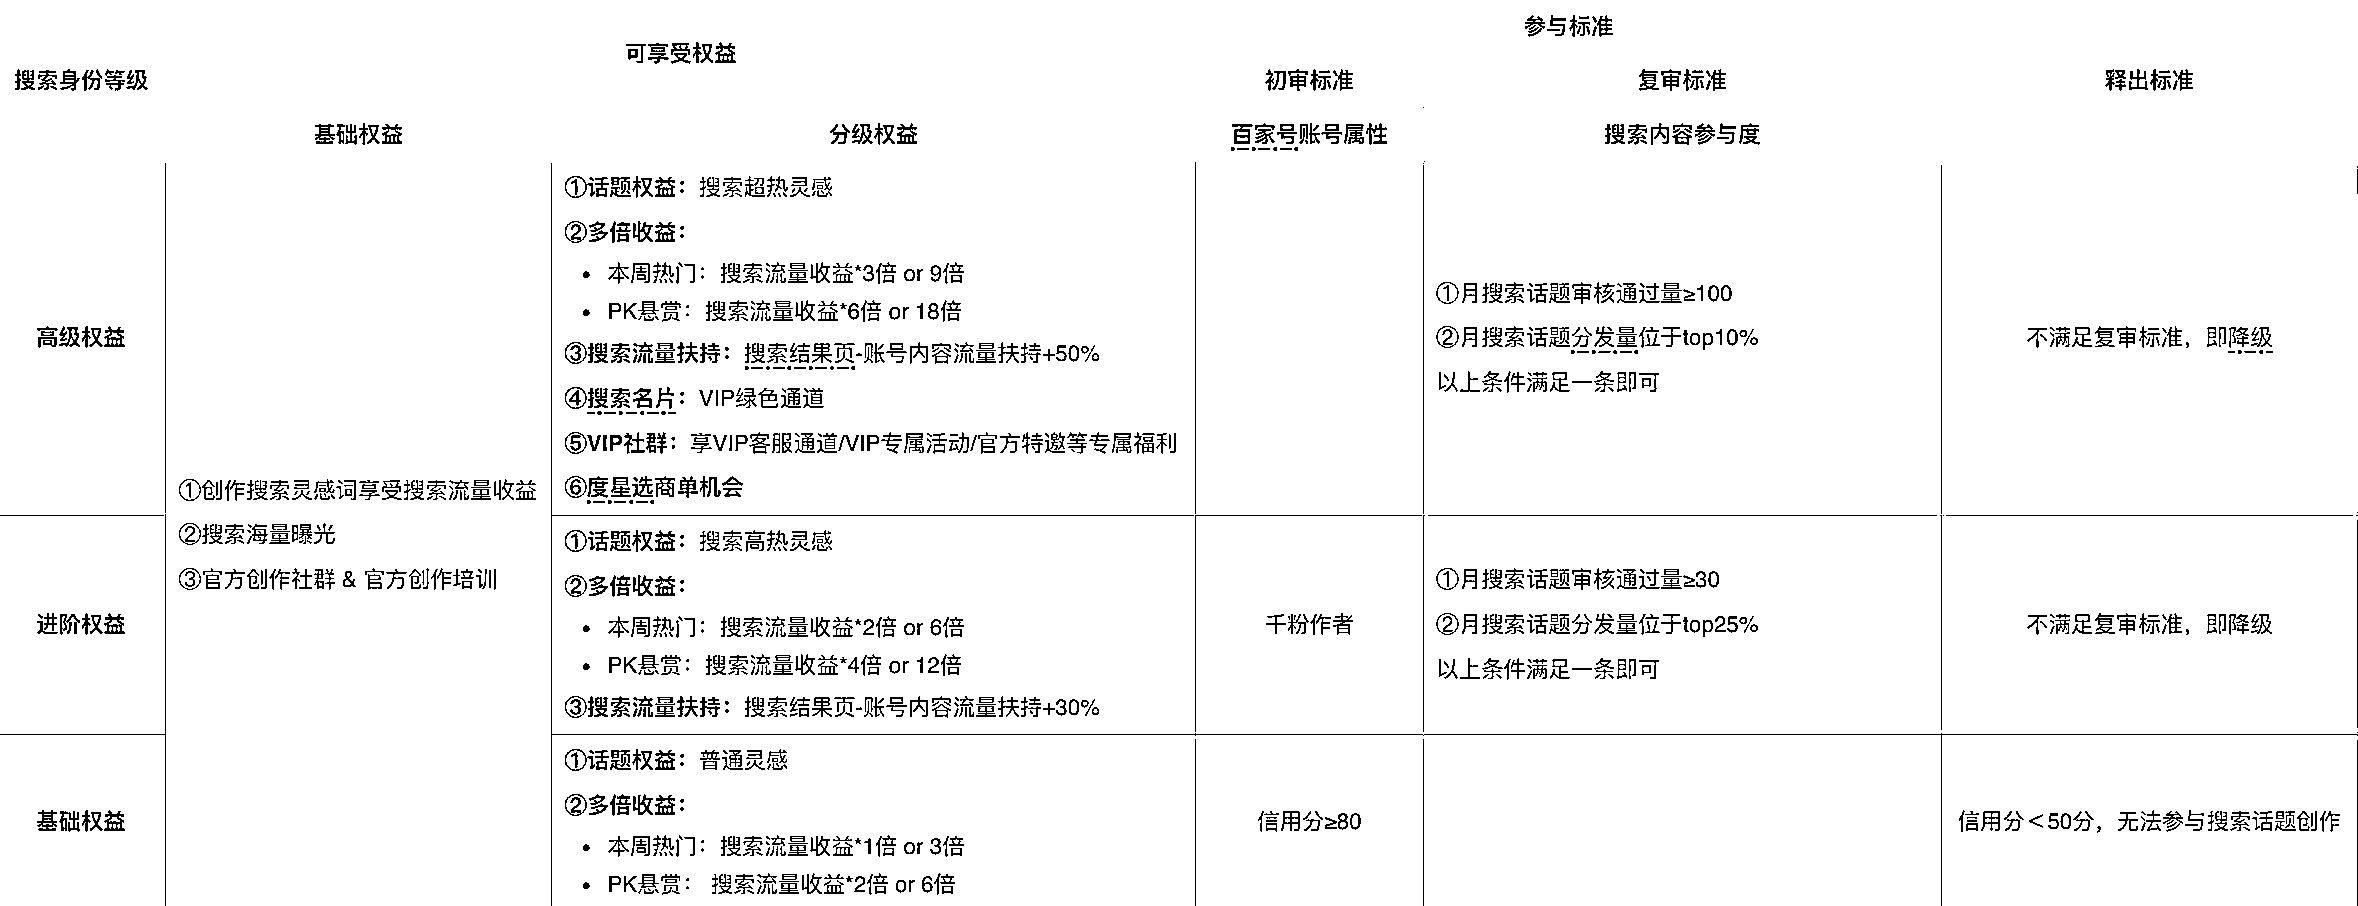 搜索身份等级
可享受权益
参与标准
初审标准
复审标准
释出标准
基础权益
分级权益
百家号账号属性
搜索内容参与度
高级权益
①创作搜索灵感词享受搜索流量收益
②搜索海量曝光
③官方创作社群 & 官方创作培训
①话题权益：搜索超热灵感
②多倍收益：
• 本周热门：搜索流量收益*3倍 or 9倍
• PK悬赏：搜索流量收益*6倍 or 18倍
③搜索流量扶持：搜索结果页-账号内容流量扶持+50%
④搜索名片：VIP绿色通道
⑤VIP社群：享VIP客服通道/VIP专属活动/官方特邀等专属福利
⑥度星选商单机会
①月搜索话题审核通过量≥100
②月搜索话题分发量位于top10%
以上条件满足一条即可
不满足复审标准，即降级
进阶权益
①话题权益：搜索高热灵感
②多倍收益：
• 本周热门：搜索流量收益*2倍 or 6倍
• PK悬赏：搜索流量收益*4倍 or 12倍
③搜索流量扶持：搜索结果页-账号内容流量扶持+30%
千粉作者
①月搜索话题审核通过量≥30
②月搜索话题分发量位于top25%
以上条件满足一条即可
不满足复审标准，即降级
基础权益
①话题权益：普通灵感
②多倍收益：
• 本周热门：搜索流量收益*1倍 or 3倍
• PK悬赏： 搜索流量收益*2倍 or 6倍
信用分≥80
信用分＜50分，无法参与搜索话题创作